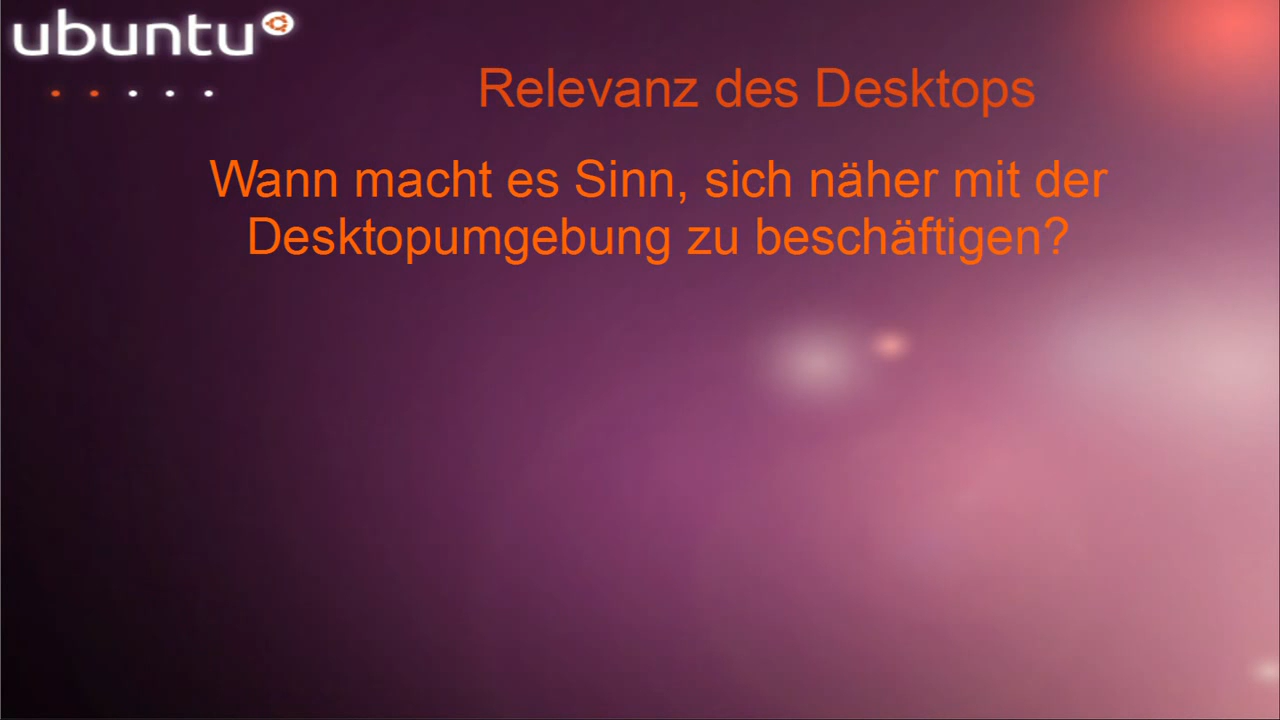 ubuntu
Relevanz des Desktops
Wann macht es Sinn, sich näher mit der
Desktopumgebung zu beschäftigen?